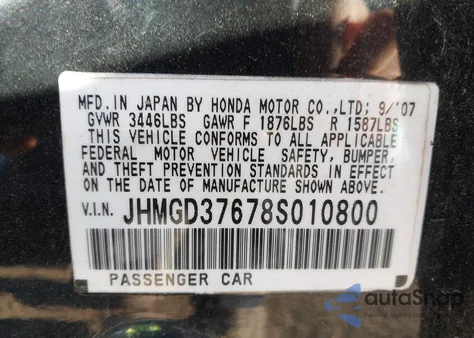 MFD.IN JAPAN BY HONDA MOTOR CO.,LTD; 9/'07
GVWR 3446LBS GAWR F 1876LBS R 1587LBS
THIS VEHICLE CONFORMS TO ALL APPLICABLE
FEDERAL MOTOR VEHICLE SAFETY, BUMPER,
AND THEFT PREVENTION STANDARDS IN EFFECT
ON THE DATE OF MANUFACTURE SHOWN ABOVE.
V.I.N. JHMGD37678S010800
PASSENGER CAR
autoSnap